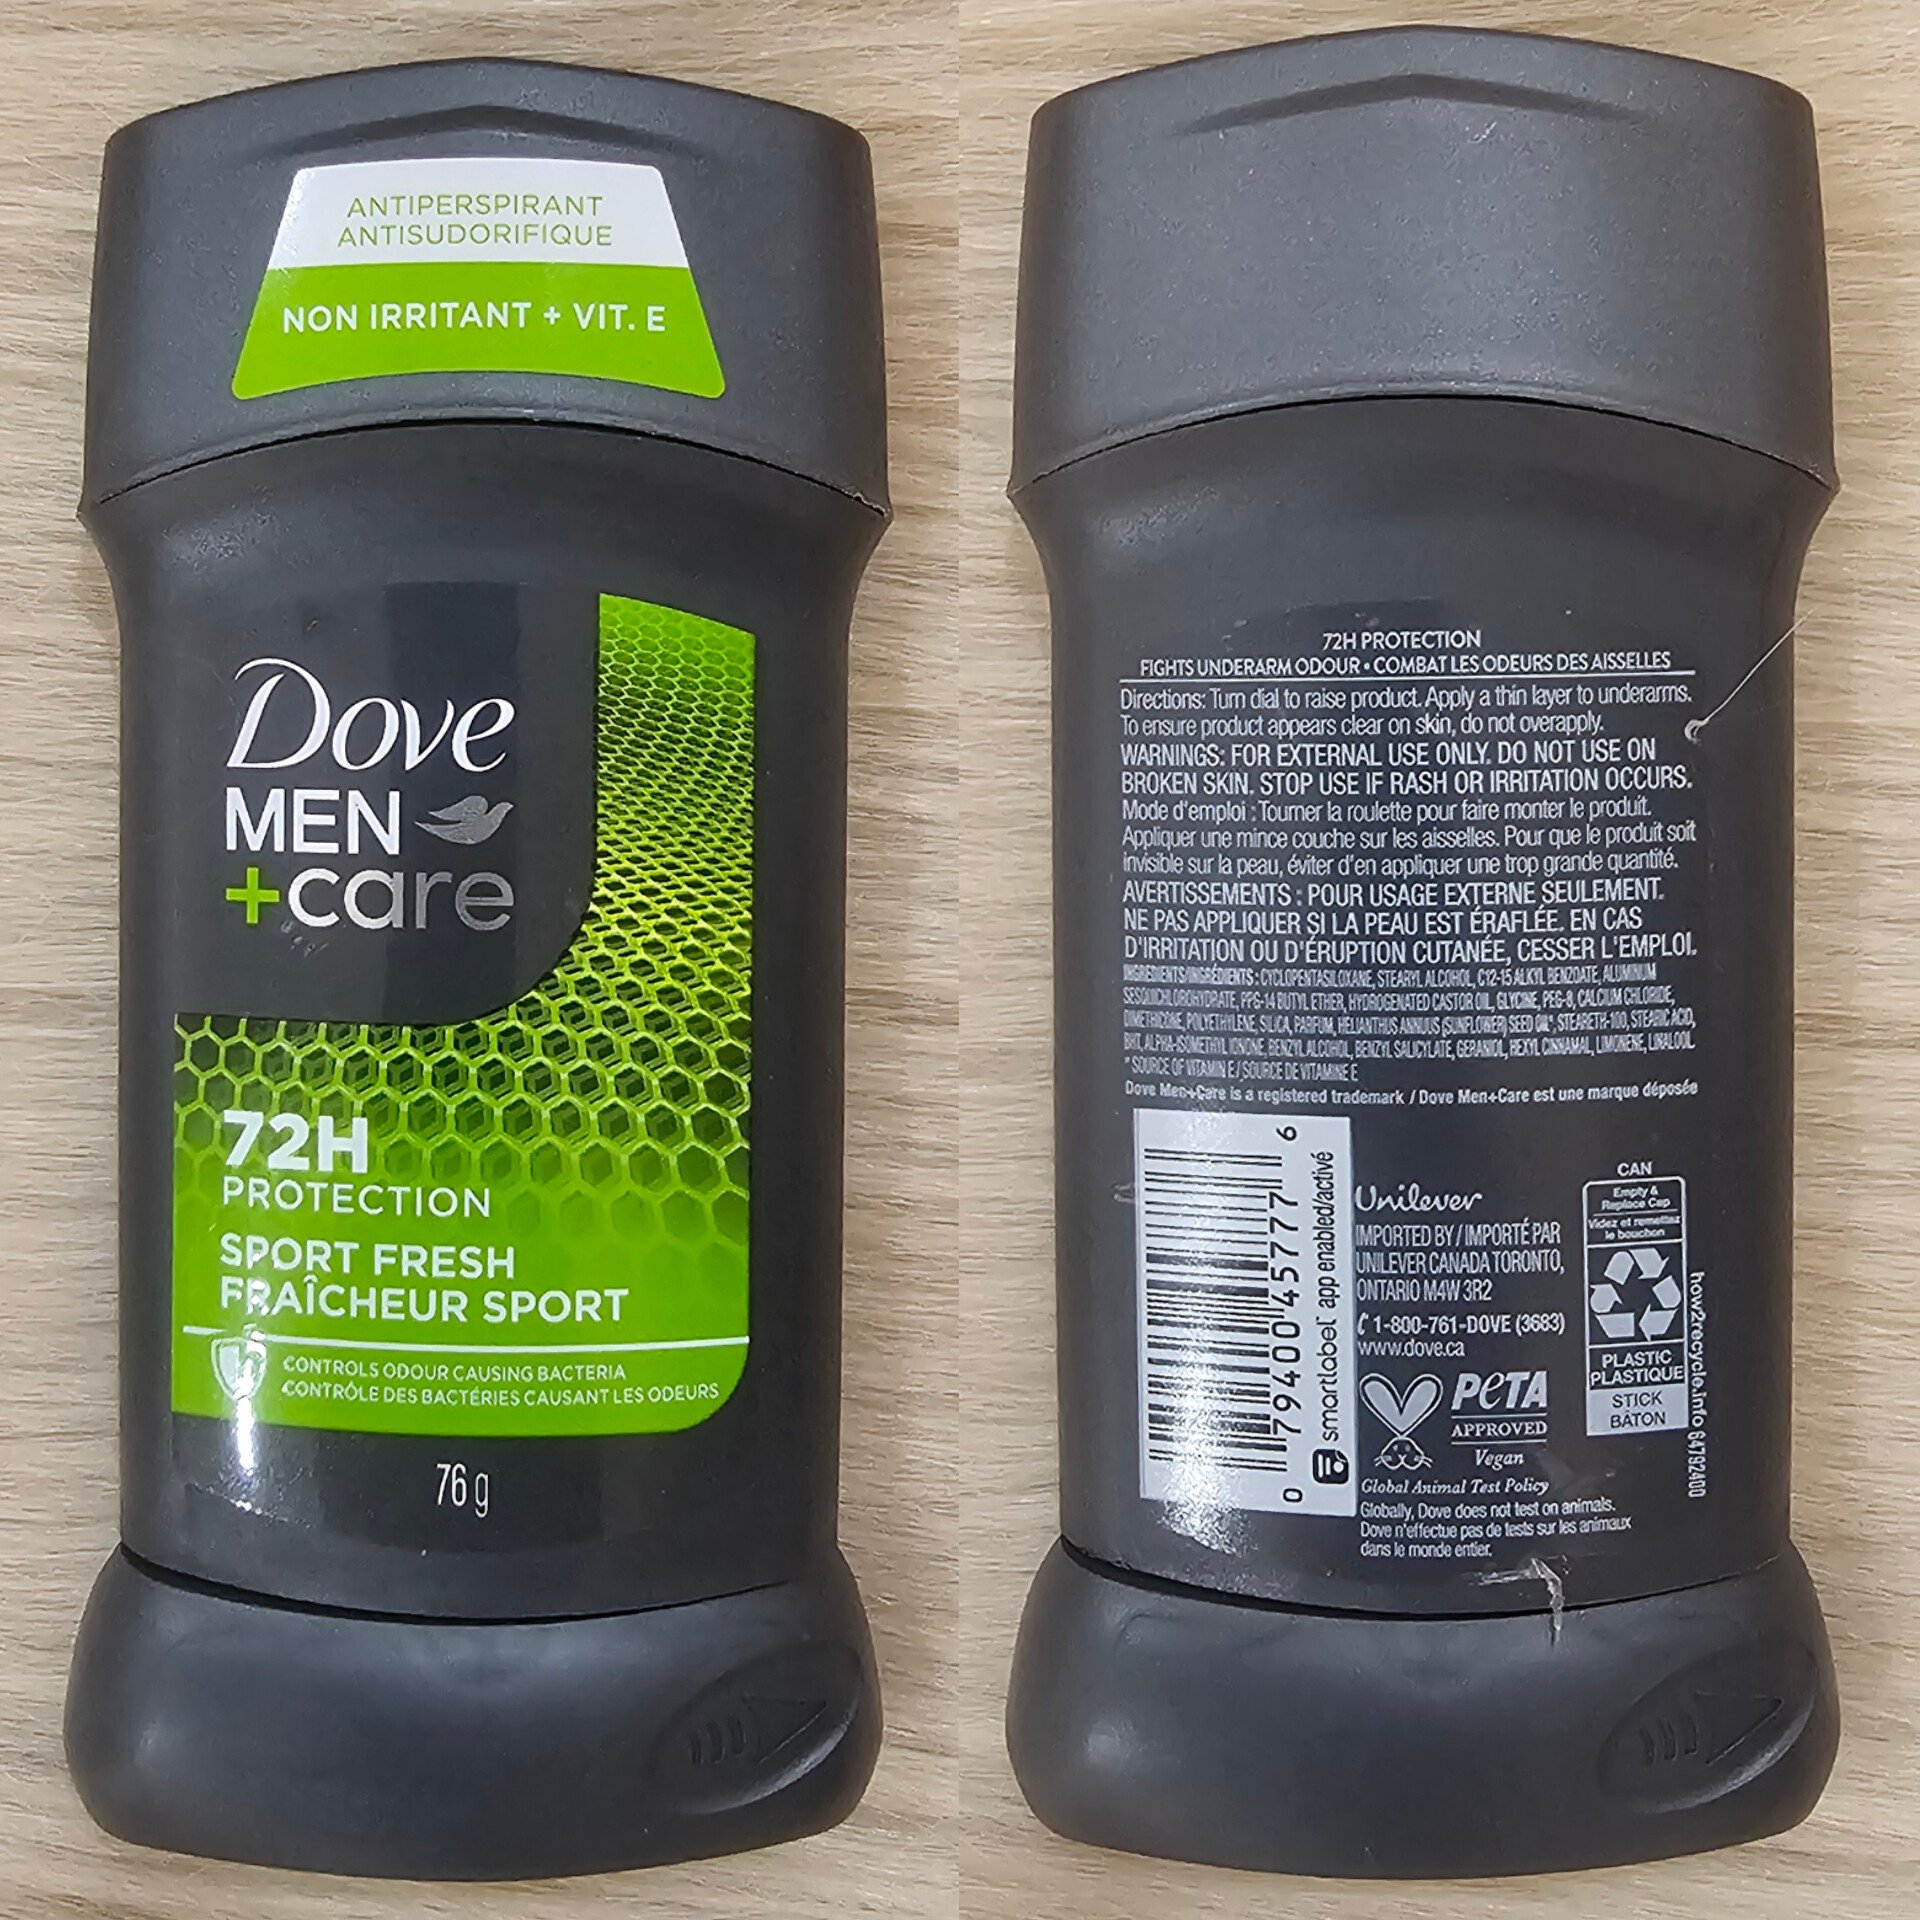 ANTIPERSPIRANT
ANTISUDORIFIQUE
NON IRRITANT + VIT. E
Dove
MEN
+care
72H
PROTECTION
SPORT FRESH
FRAÎCHEUR SPORT
CONTROLS ODOUR CAUSING BACTERIA
CONTRÔLE DES BACTÉRIES CAUSANT LES ODEURS
76 g
72H PROTECTION
FIGHTS UNDERARM ODOUR • COMBAT LES ODEURS DES AISSELLES
Directions: Turn dial to raise product. Apply a thin layer to underarms.
To ensure product appears clear on skin, do not overapply.
WARNINGS: FOR EXTERNAL USE ONLY. DO NOT USE ON
BROKEN SKIN. STOP USE IF RASH OR IRRITATION OCCURS.
Mode d'emploi : Tourner la roulette pour faire monter le produit.
Appliquer une mince couche sur les aisselles. Pour que le produit soit
invisible sur la peau, éviter d'en appliquer une trop grande quantité.
AVERTISSEMENTS : POUR USAGE EXTERNE SEULEMENT.
NE PAS APPLIQUER SI LA PEAU EST ÉRAFLÉE. EN CAS
D'IRRITATION OU D'ÉRUPTION CUTANÉE, CESSER L'EMPLOI.
INGREDIENTS/INGRÉDIENTS : CYCLOPENTASILOXANE, STEARYL ALCOHOL, C12-15 ALKYL BENZOATE, ALUMINUM
SESQUICHLOROHYDRATE, PPG-14 BUTYL ETHER, HYDROGENATED CASTOR OIL, GLYCINE, PEG-8, CALCIUM CHLORIDE,
DIMETHICONE, POLYETHYLENE, SILICA, PARFUM, HELIANTHUS ANNUUS (SUNFLOWER) SEED OIL*, STEARETH-100, STEARIC ACID,
BHT, ALPHA-ISOMETHYL IONONE, BENZYL ALCOHOL, BENZYL SALICYLATE, GERANIOL, HEXYL CINNAMAL, LIMONENE, LINALOOL.
* SOURCE OF VITAMIN E / SOURCE DE VITAMINE E
Dove Men+Care is a registered trademark / Dove Men+Care est une marque déposée
0 79400 45777 6
smartlabel app enabled/activé
Unilever
IMPORTED BY / IMPORTÉ PAR
UNILEVER CANADA TORONTO,
ONTARIO M4W 3R2
1-800-761-DOVE (3683)
www.dove.ca
PETA
APPROVED
Vegan
Global Animal Test Policy
Globally, Dove does not test on animals.
Dove n'effectue pas de tests sur les animaux
dans le monde entier.
CAN
Empty &
Replace Cap
Videz et remettez
le bouchon
PLASTIC
PLASTIQUE
STICK
BÂTON
how2recycle.info 64792400